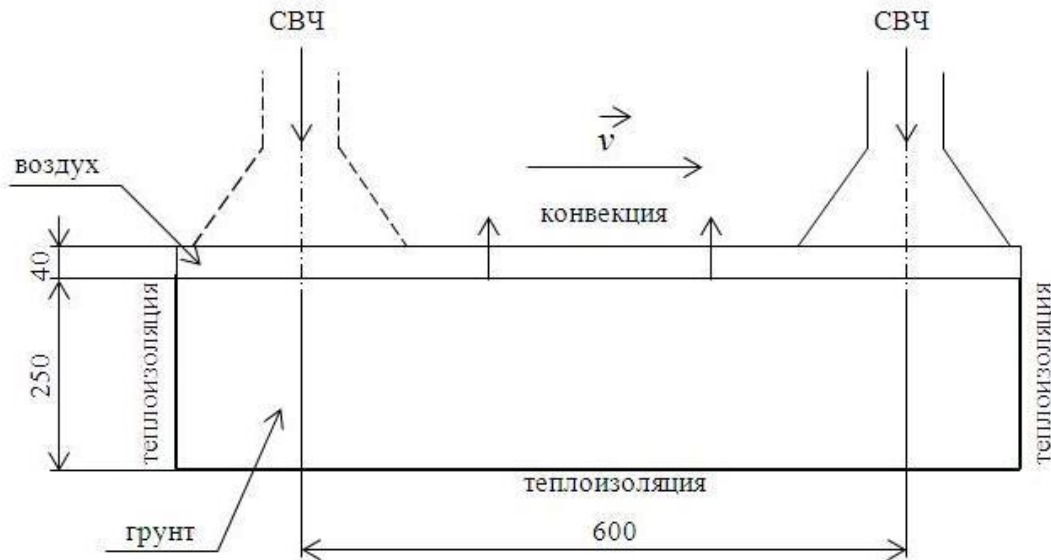 СВЧ
СВЧ
v
воздух
конвекция
40
250
теплоизоляция
теплоизоляция
теплоизоляция
грунт
600